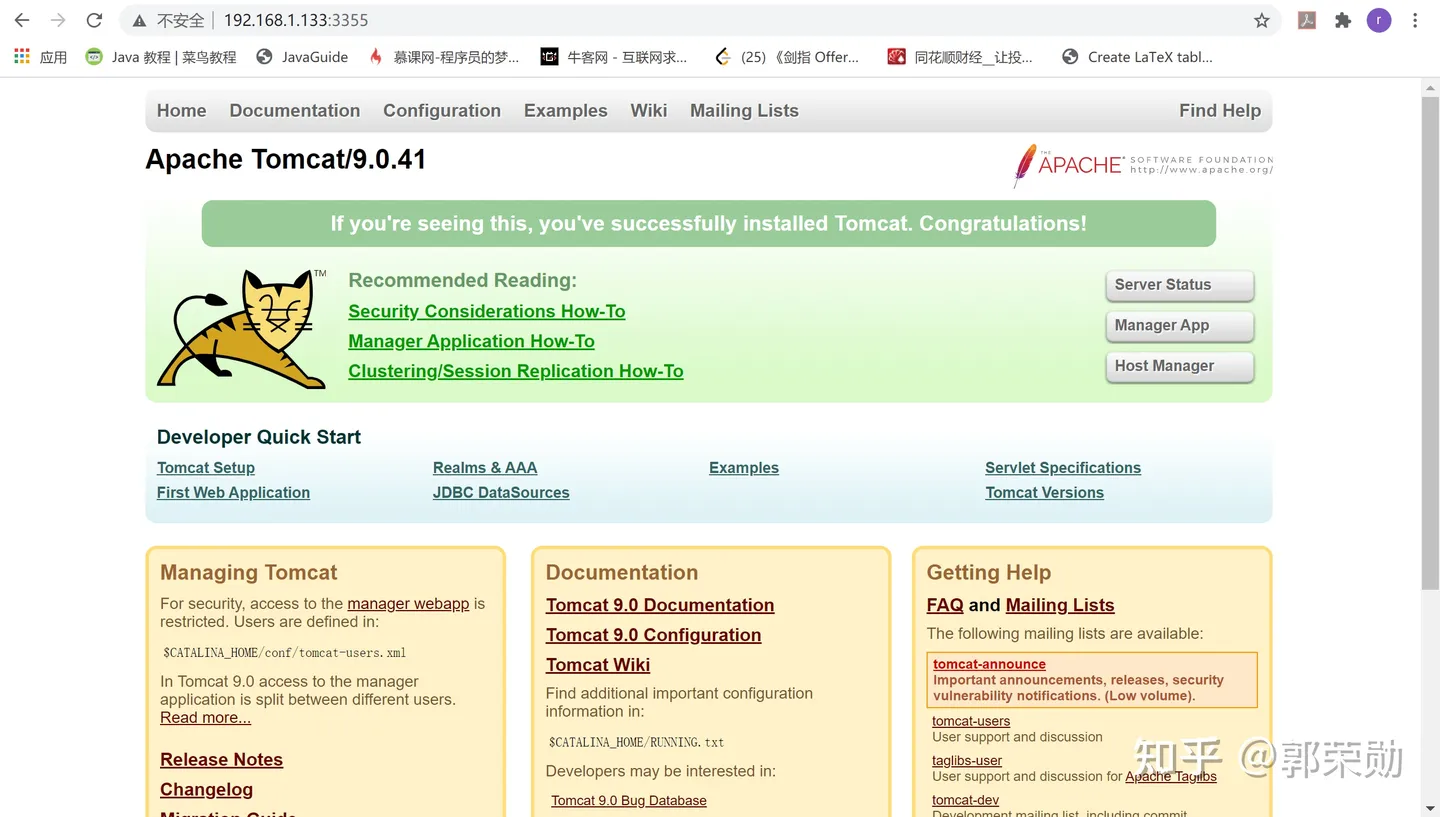 不安全 192.168.1.133:3355
r
应用 Java 教程 | 菜鸟教程 JavaGuide 慕课网-程序员的梦... 牛客网 - 互联网求... (25) 《剑指 Offer... 同花顺财经__让投... Create LaTeX tabl...
Home Documentation Configuration Examples Wiki Mailing Lists Find Help
Apache Tomcat/9.0.41
THE APACHE® SOFTWARE FOUNDATION
http://www.apache.org/
If you're seeing this, you've successfully installed Tomcat. Congratulations!
TM
Recommended Reading:
Security Considerations How-To
Manager Application How-To
Clustering/Session Replication How-To
Server Status
Manager App
Host Manager
Developer Quick Start
Tomcat Setup
First Web Application
Realms & AAA
JDBC DataSources
Examples
Servlet Specifications
Tomcat Versions
Managing Tomcat
For security, access to the manager webapp is
restricted. Users are defined in:
$CATALINA_HOME/conf/tomcat-users.xml
In Tomcat 9.0 access to the manager
application is split between different users.
Read more...
Release Notes
Changelog
Migration Guide
Documentation
Tomcat 9.0 Documentation
Tomcat 9.0 Configuration
Tomcat Wiki
Find additional important configuration
information in:
$CATALINA_HOME/RUNNING.txt
Developers may be interested in:
Tomcat 9.0 Bug Database
Getting Help
FAQ and Mailing Lists
The following mailing lists are available:
tomcat-announce
Important announcements, releases, security
vulnerability notifications. (Low volume).
tomcat-users
User support and discussion
taglibs-user
User support and discussion for Apache Taglibs
tomcat-dev
Development mailing list, including commit
知乎 @郭荣勋